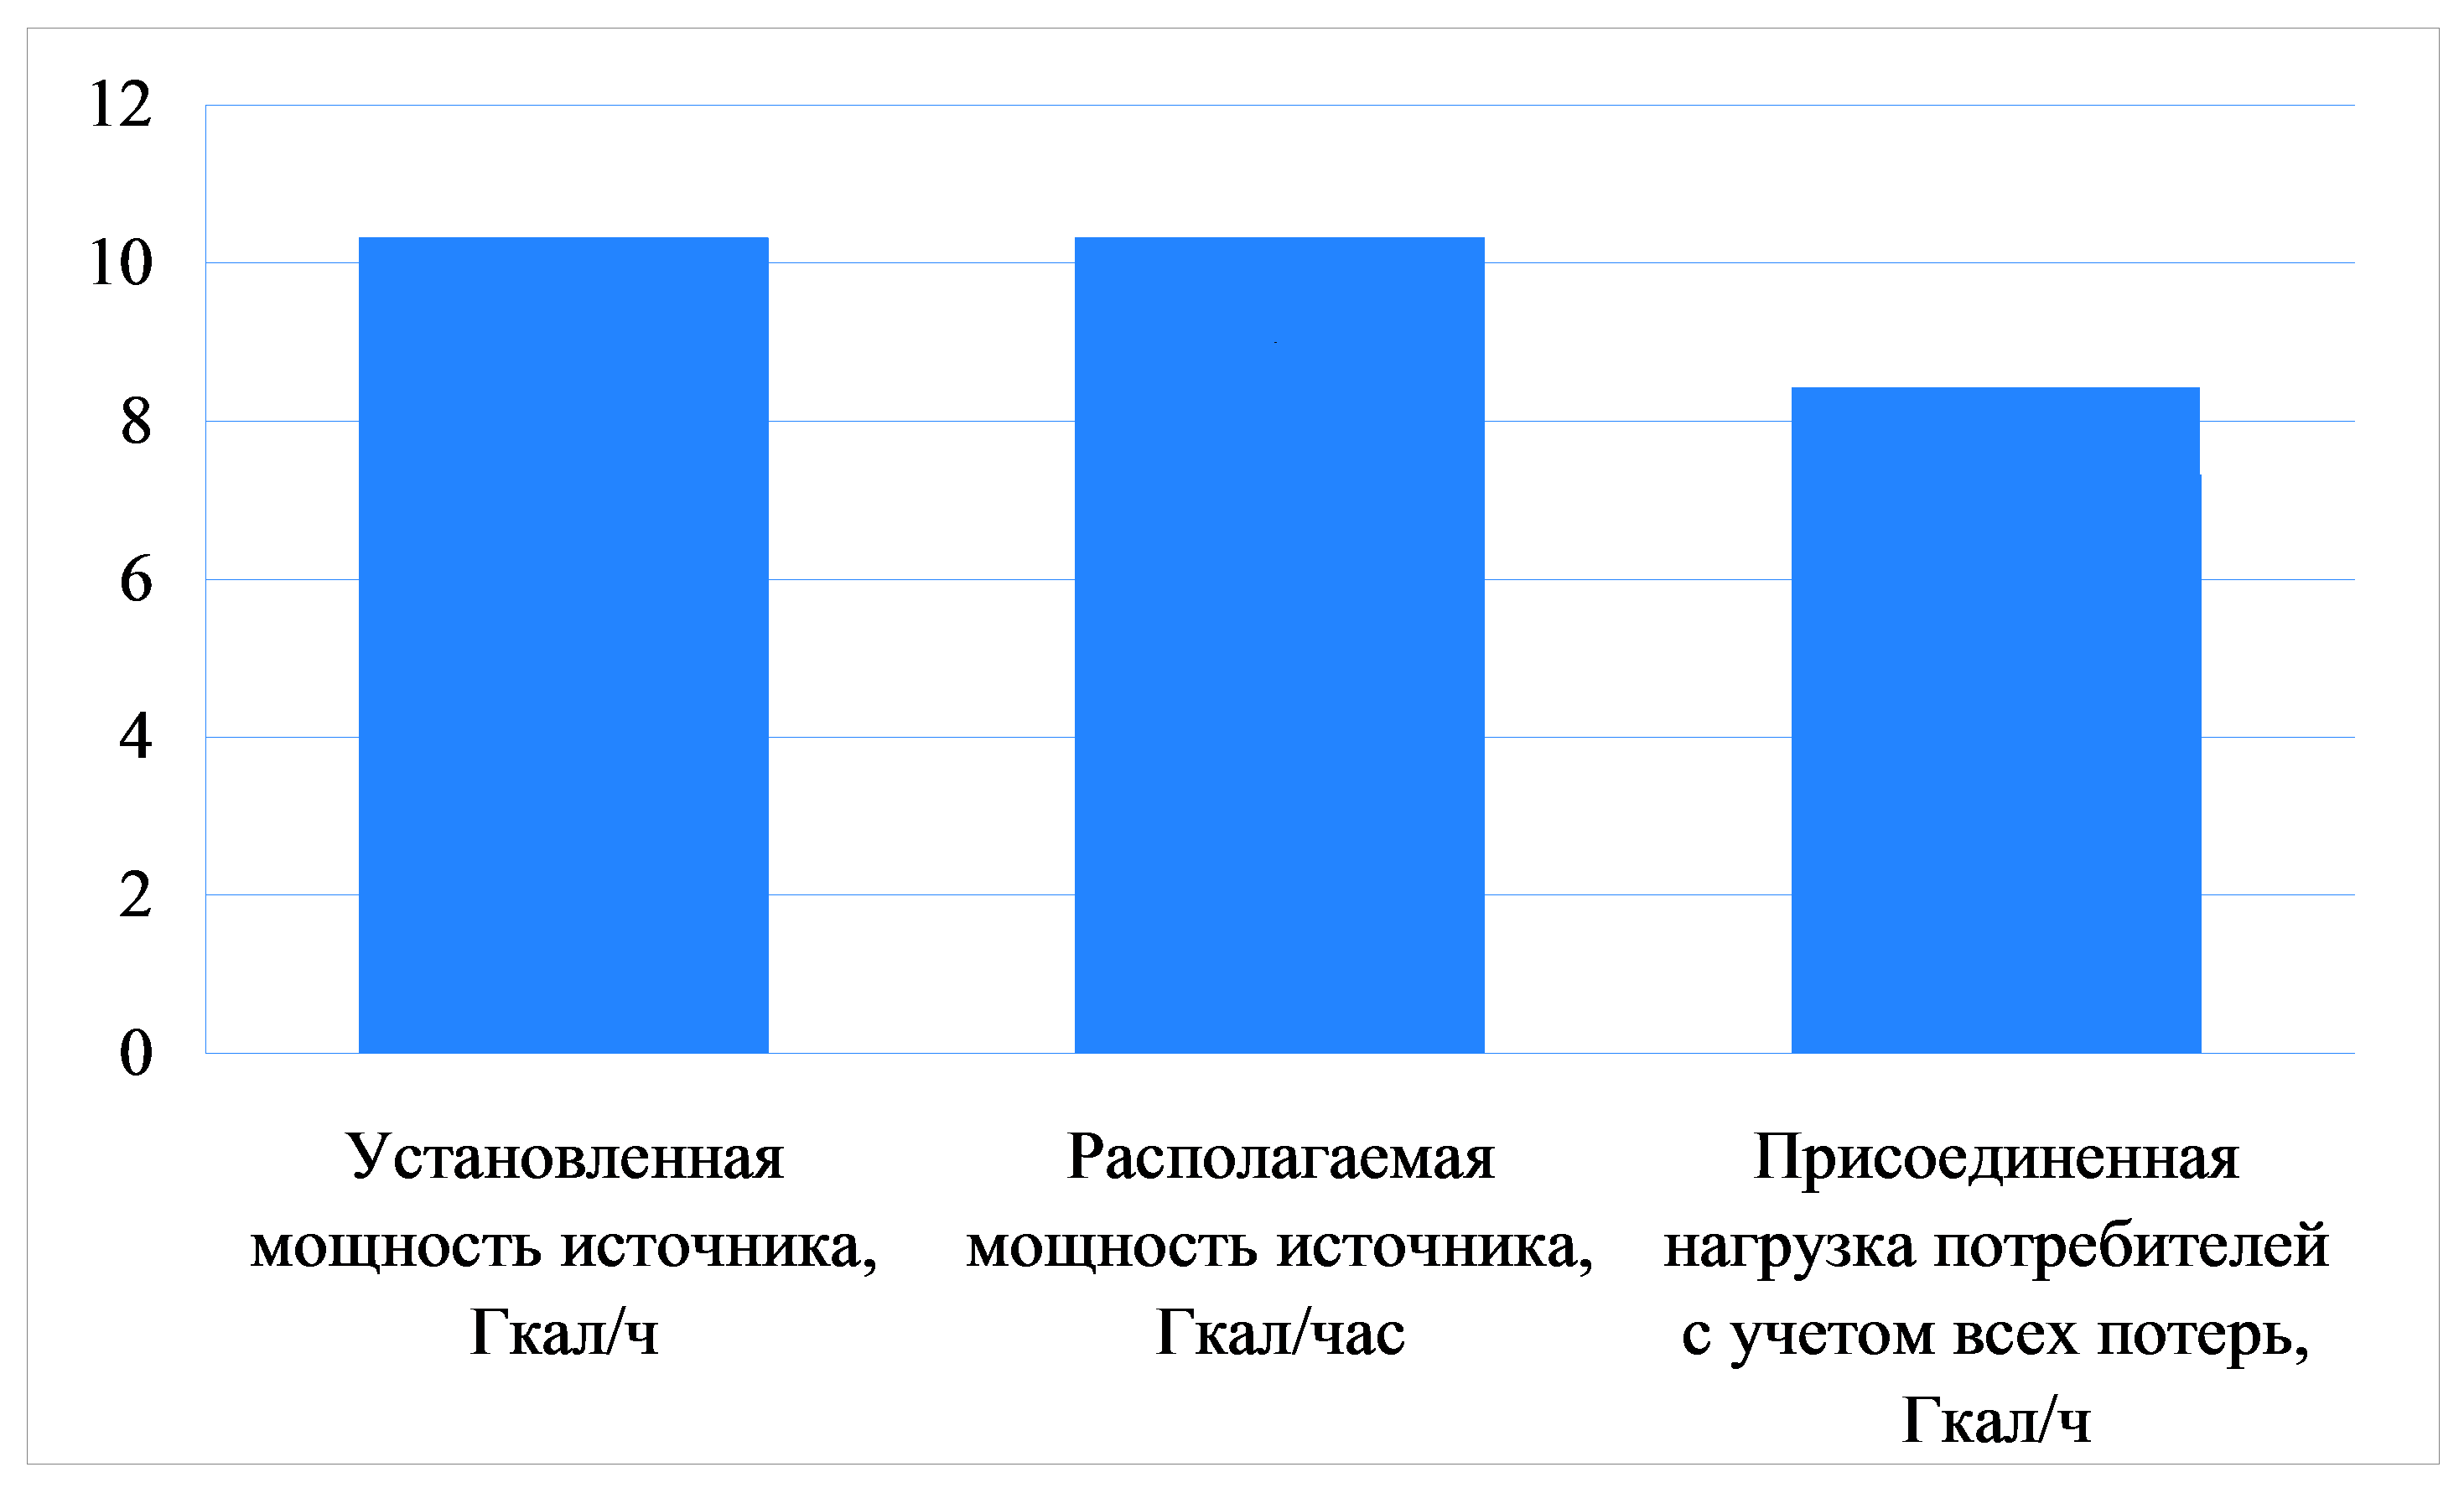 12
10
8
6
4
2
0
Установленная
мощность источника,
Гкал/ч
Располагаемая
мощность источника,
Гкал/час
Присоединенная
нагрузка потребителей
с учетом всех потерь,
Гкал/ч